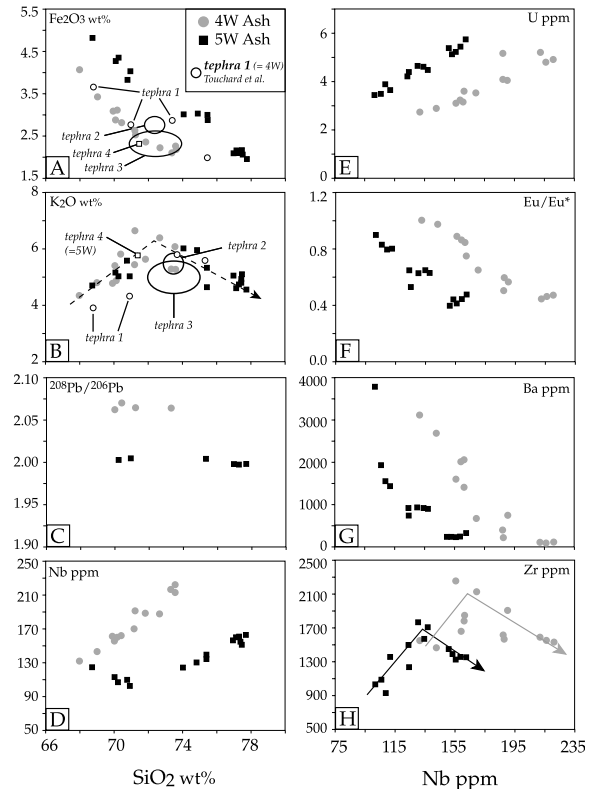 Fe2O3 wt%
4W Ash
5W Ash
tephra 1 (= 4W)
Touchard et al.
5.5
4.5
3.5
2.5
1.5
tephra 1
tephra 2
tephra 4
tephra 3
A
K2O wt%
8
6
4
2
tephra 4
(=5W)
tephra 2
tephra 1
tephra 3
B
208Pb/206Pb
2.10
2.05
2.00
1.95
1.90
C
Nb ppm
250
210
170
130
90
50
D
66
70
74
78
SiO2 wt%
U ppm
6
4
2
0
E
Eu/Eu*
1.2
0.8
0.4
0.0
F
Ba ppm
4000
3000
2000
1000
0
G
Zr ppm
2100
1700
1300
900
500
H
75
115
155
195
235
Nb ppm